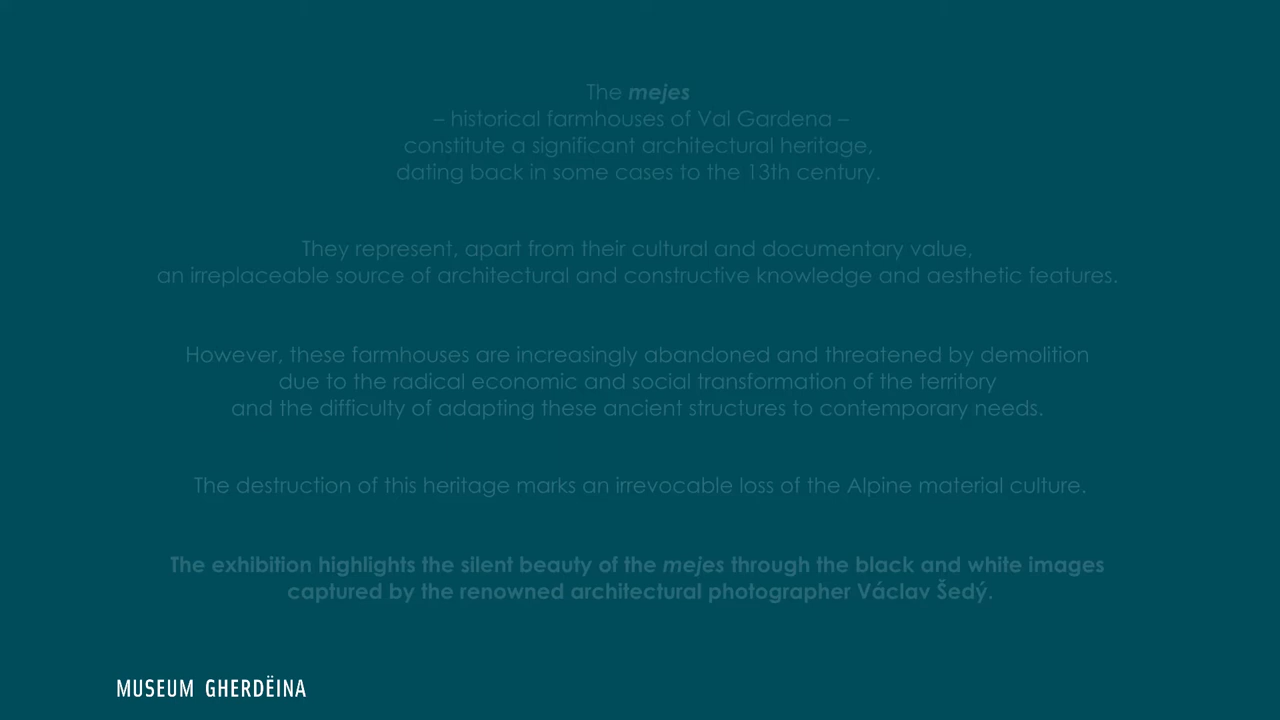 The mejes
– historical farmhouses of Val Gardena –
constitute a significant architectural heritage,
dating back in some cases to the 13th century.
They represent, apart from their cultural and documentary value,
an irreplaceable source of architectural and constructive knowledge and aesthetic features.
However, these farmhouses are increasingly abandoned and threatened by demolition
due to the radical economic and social transformation of the territory
and the difficulty of adapting these ancient structures to contemporary needs.
The destruction of this heritage marks an irrevocable loss of the Alpine material culture.
The exhibition highlights the silent beauty of the mejes through the black and white images
captured by the renowned architectural photographer Václav Šedý.
MUSEUM GHERDËINA